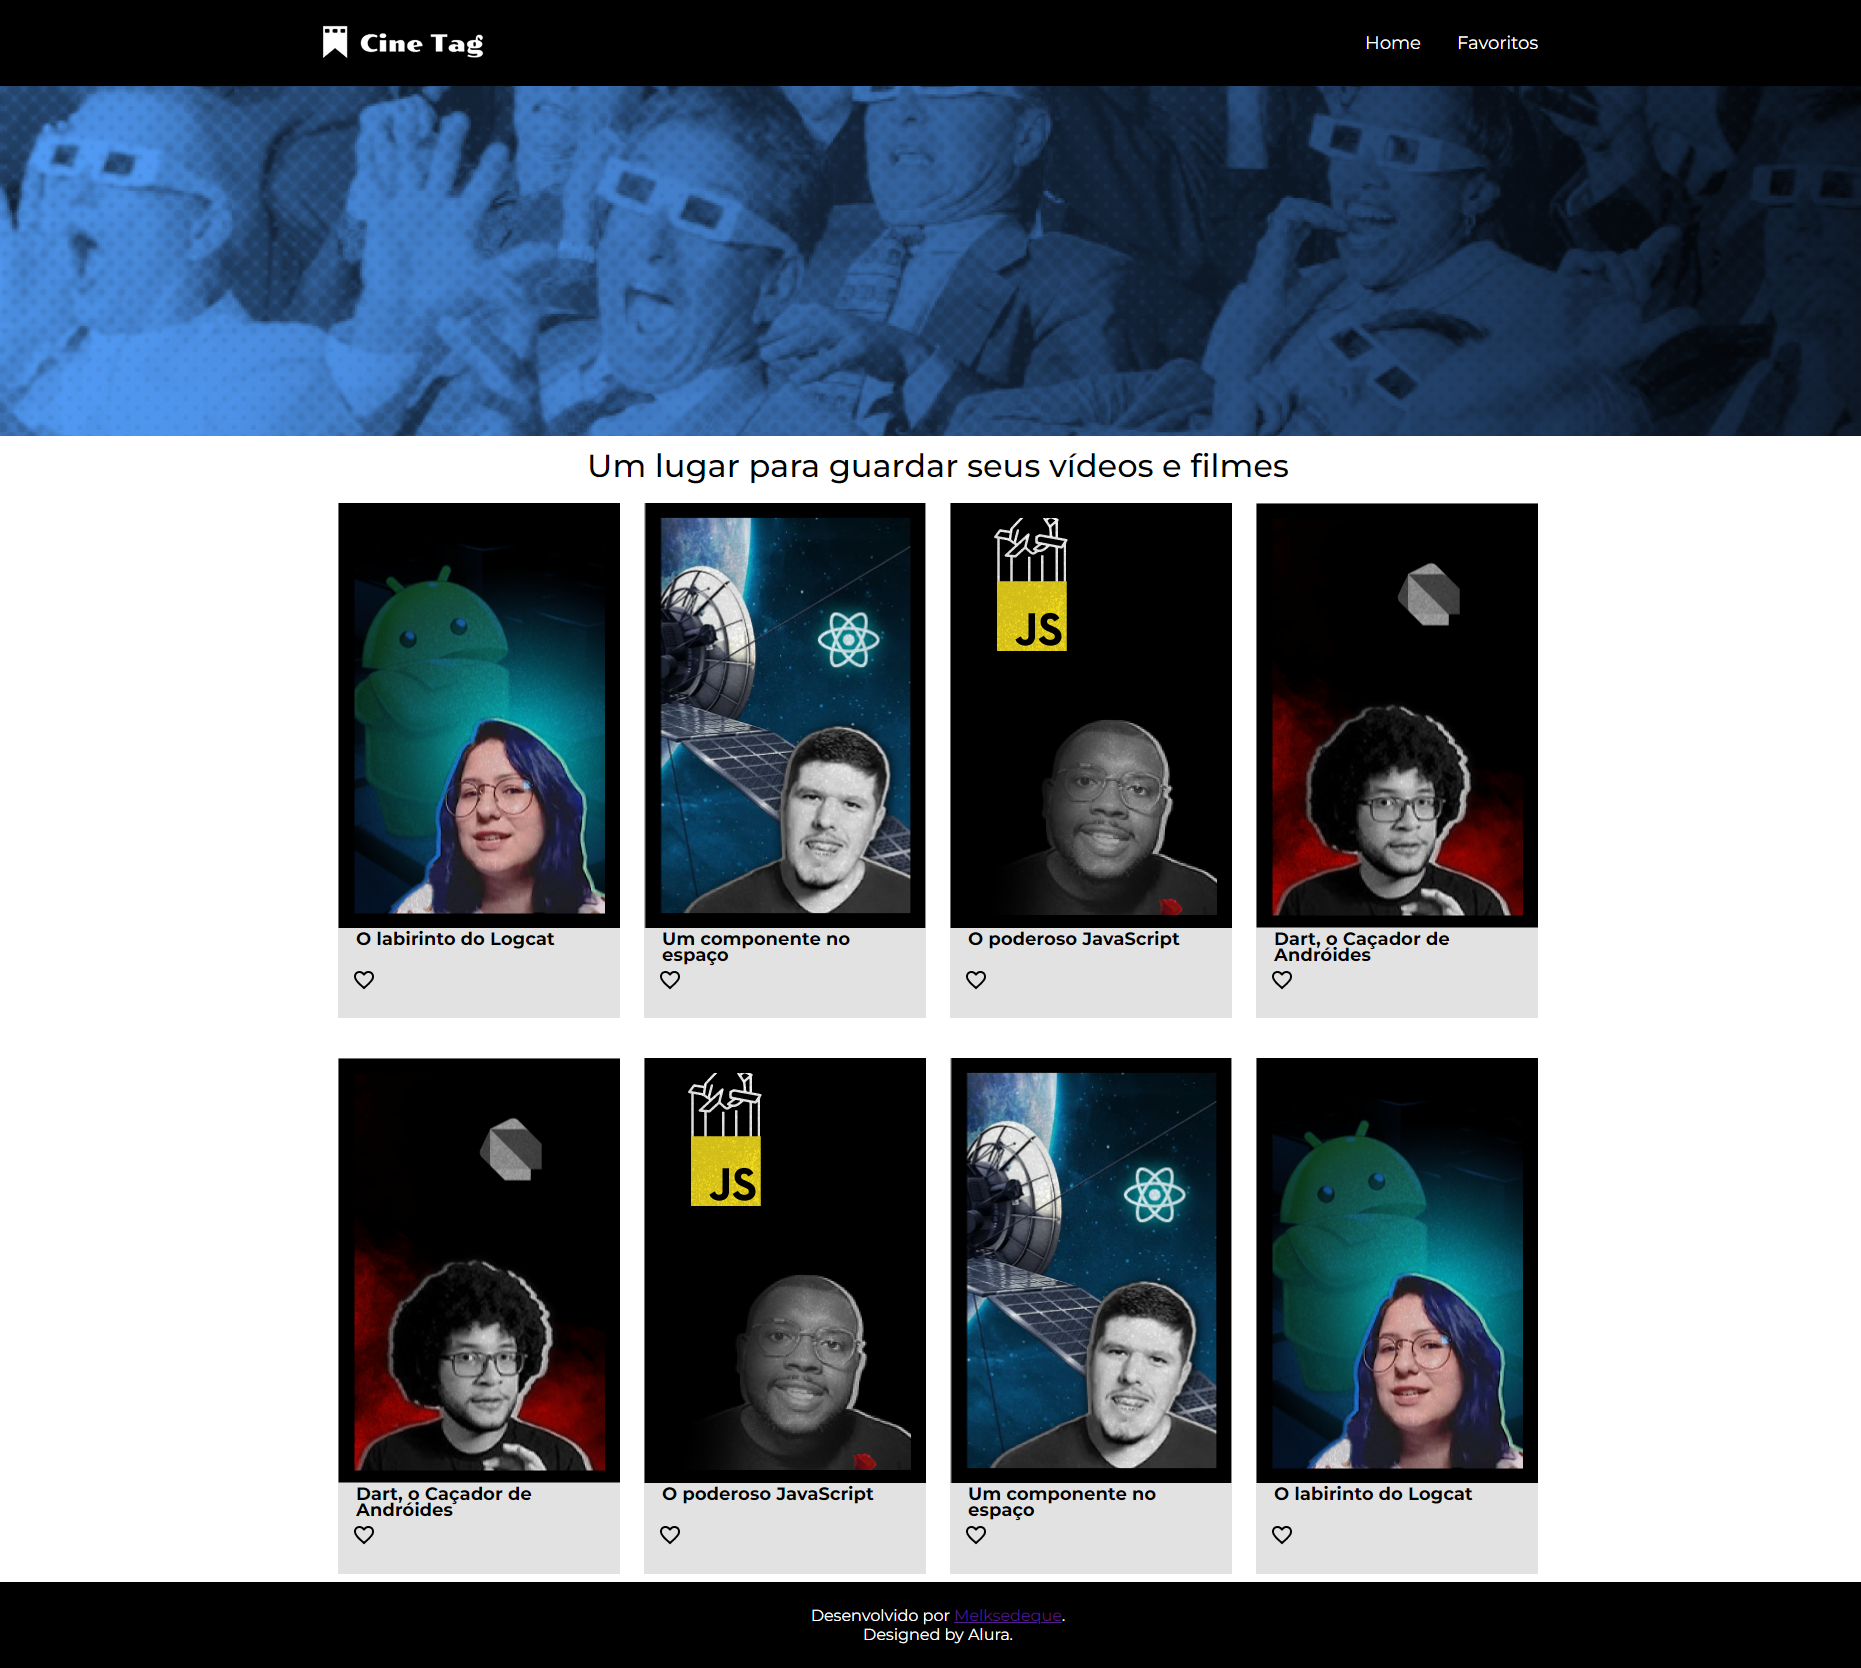 Cine Tag
Home
Favoritos
Um lugar para guardar seus vídeos e filmes
JS
O labirinto do Logcat
Um componente no
espaço
O poderoso JavaScript
Dart, o Caçador de
Andróides
JS
Dart, o Caçador de
Andróides
O poderoso JavaScript
Um componente no
espaço
O labirinto do Logcat
Desenvolvido por Melksedeque.
Designed by Alura.